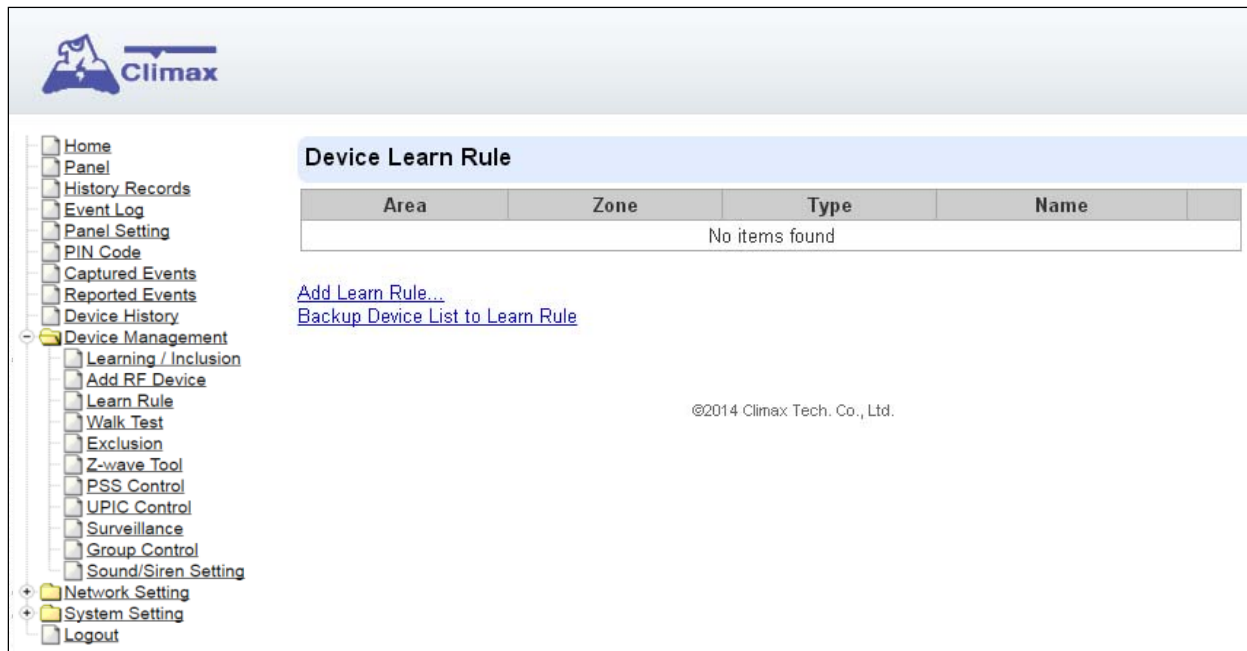 Climax
Home
Panel
History Records
Event Log
Panel Setting
PIN Code
Captured Events
Reported Events
Device History
Device Management
Learning / Inclusion
Add RF Device
Learn Rule
Walk Test
Exclusion
Z-wave Tool
PSS Control
UPIC Control
Surveillance
Group Control
Sound/Siren Setting
Network Setting
System Setting
Logout
Device Learn Rule
Area Zone Type Name
No items found
Add Learn Rule...
Backup Device List to Learn Rule
©2014 Climax Tech. Co., Ltd.